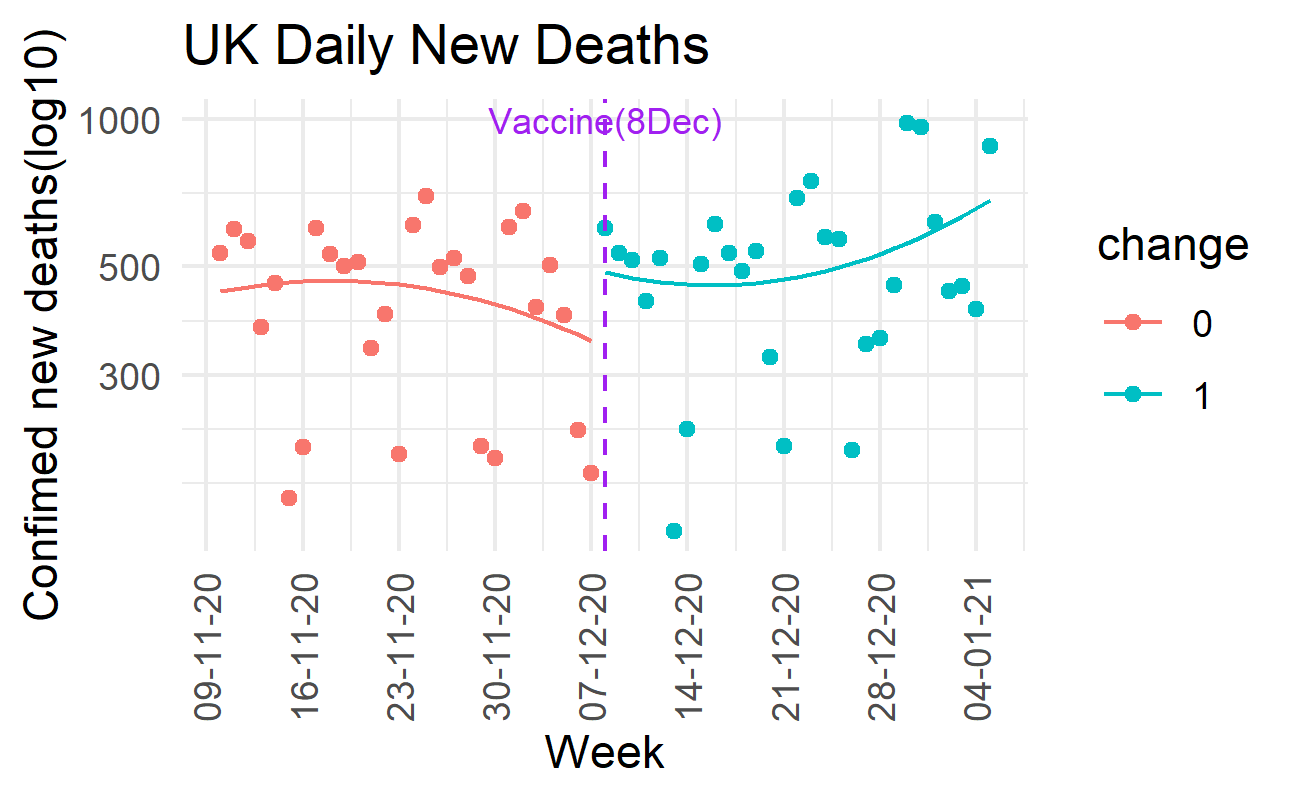 UK Daily New Deaths
Confimed new deaths(log10)
1000
500
300
Vaccine(8Dec)
09-11-20
16-11-20
23-11-20
30-11-20
07-12-20
14-12-20
21-12-20
28-12-20
04-01-21
Week
change
0
1